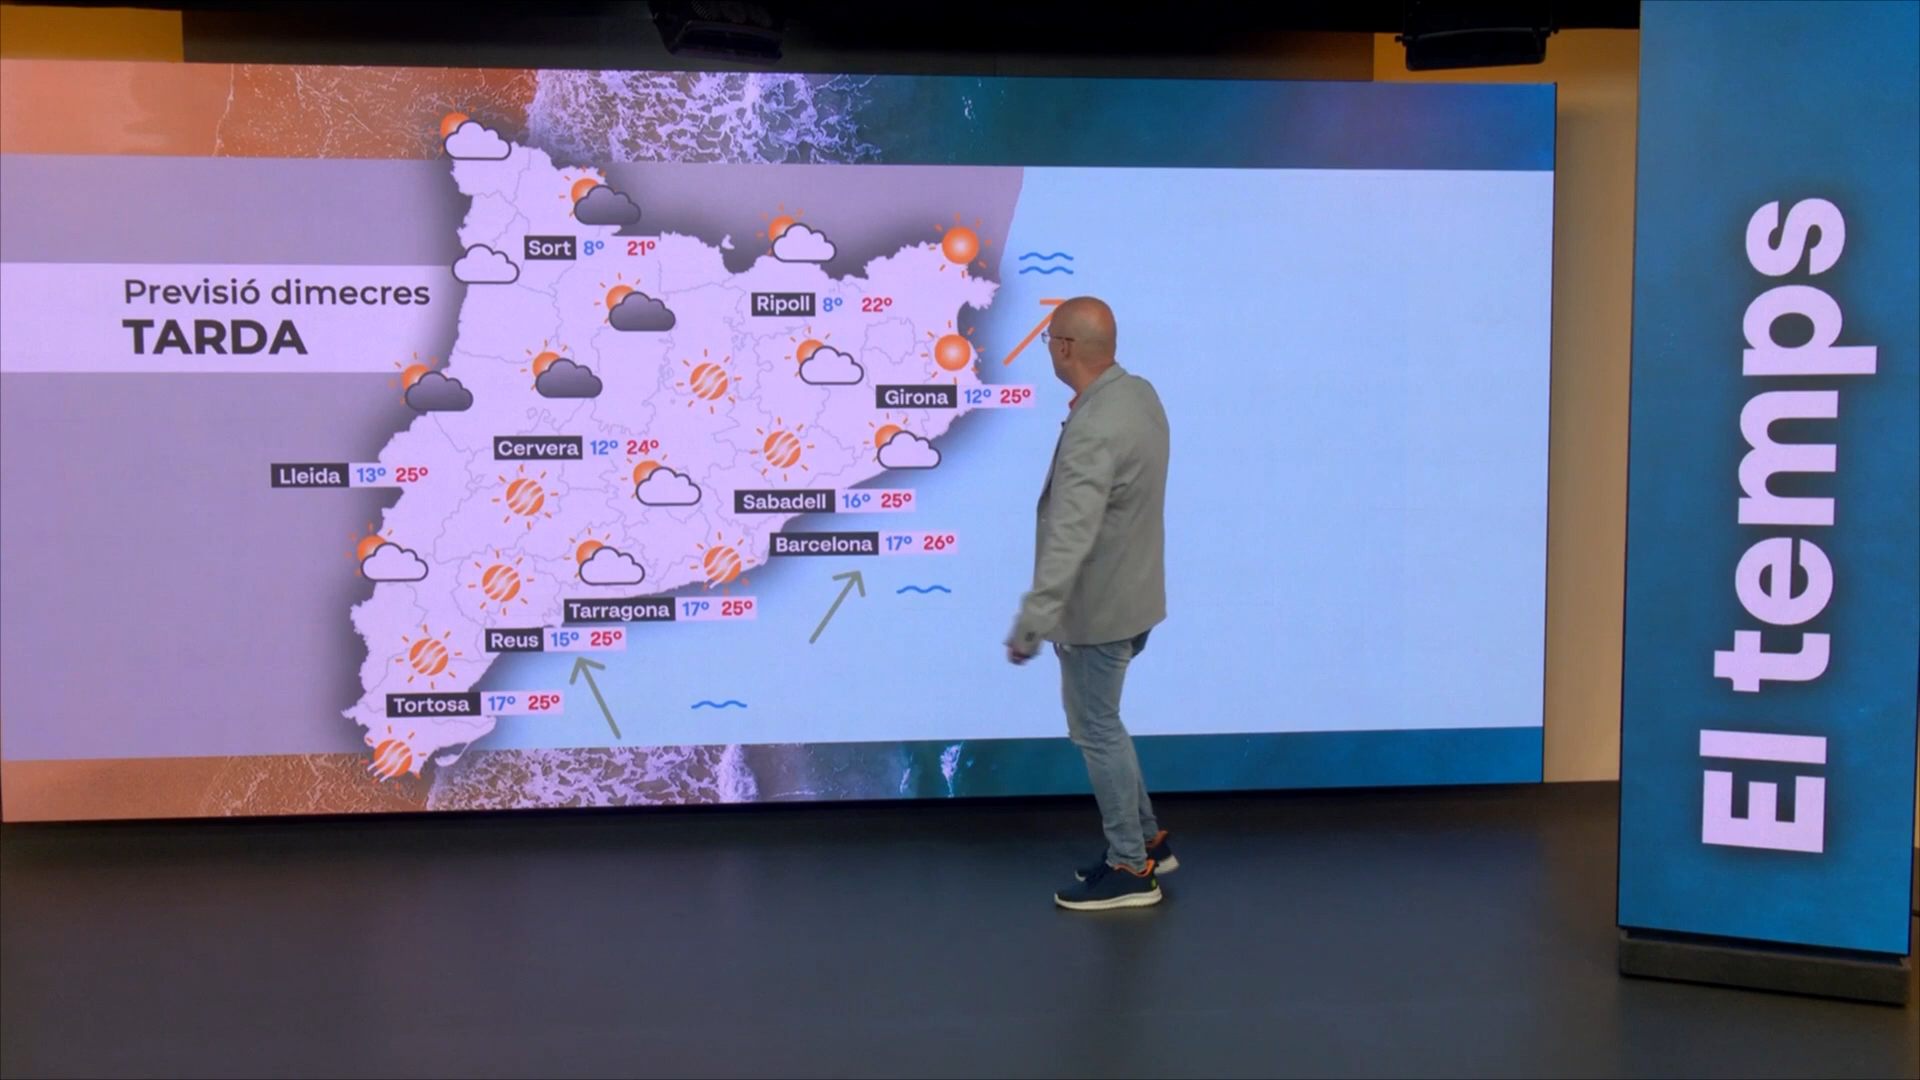 Previsió dimecres
TARDA
Sort 8º 21º
Ripoll 8º 22º
Girona 12º 25º
Cervera 12º 24º
Lleida 13º 25º
Sabadell 16º 25º
Barcelona 17º 26º
Tarragona 17º 25º
Reus 15º 25º
Tortosa 17º 25º
El temps